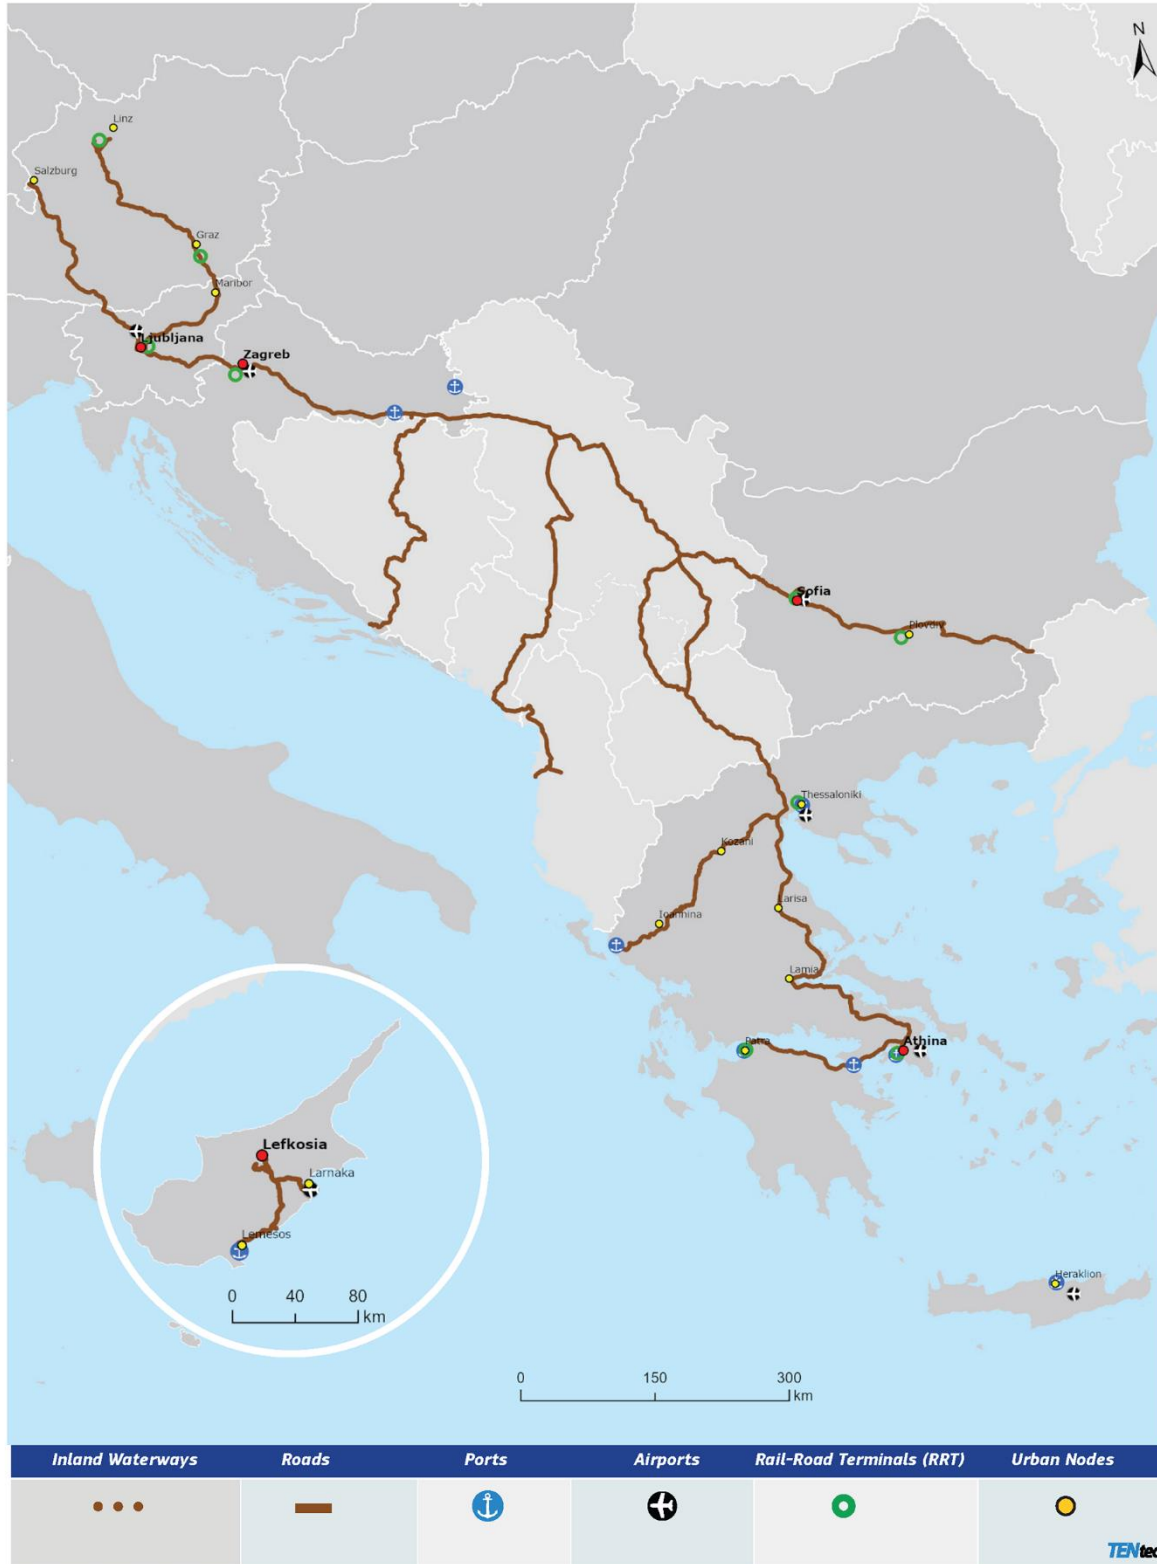 N
Linz
Salzburg
Graz
Maribor
Ljubljana
Zagreb
Sofia
Plovdiv
Thessaloniki
Kozani
Larisa
Ioannina
Lamia
Patra
Athina
Lefkosia
Larnaka
Lemesos
0 40 80
km
Heraklion
0 150 300
km
Inland Waterways Roads Ports Airports Rail-Road Terminals (RRT) Urban Nodes
TENtec